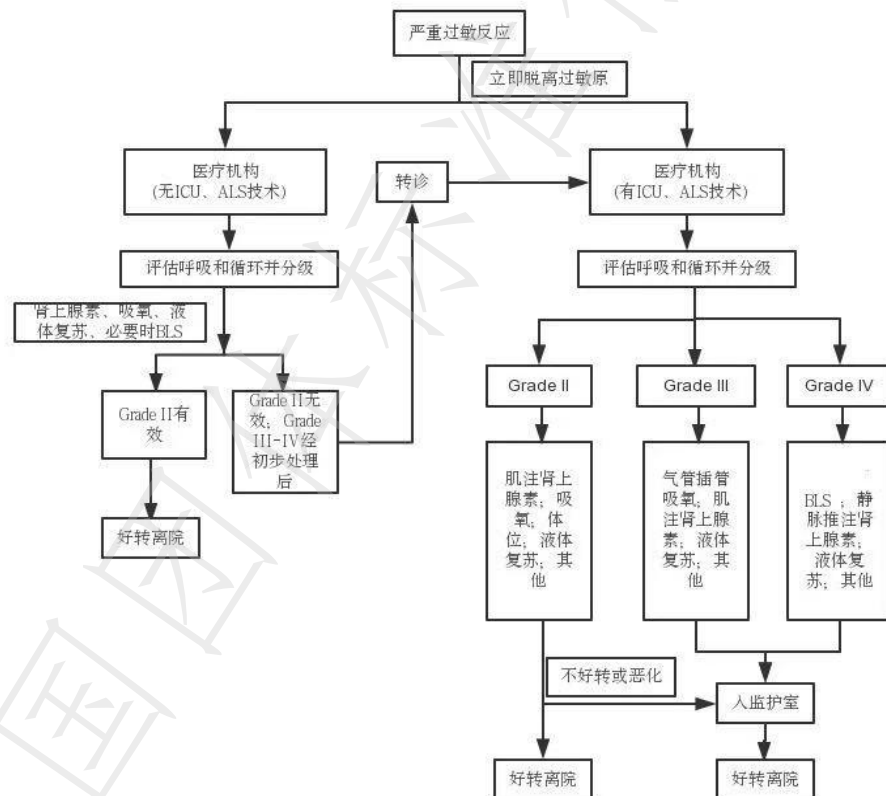 严重过敏反应
立即脱离过敏原
医疗机构
(无ICU、ALS技术)
转诊
医疗机构
(有ICU、ALS技术)
评估呼吸和循环并分级
评估呼吸和循环并分级
肾上腺素、吸氧、液
体复苏、必要时BLS
Grade II有
效
Grade II无
效；Grade
III-IV经
初步处理
后
好转离院
Grade II
Grade III
Grade IV
肌注肾上
腺素；吸
氧；体
位；液体
复苏；其
他
气管插管
吸氧；肌
注肾上腺
素；液体
复苏；其
他
BLS；静
脉推注肾
上腺素；
液体复
苏；其他
不好转或恶化
入监护室
好转离院
好转离院
国团体标准